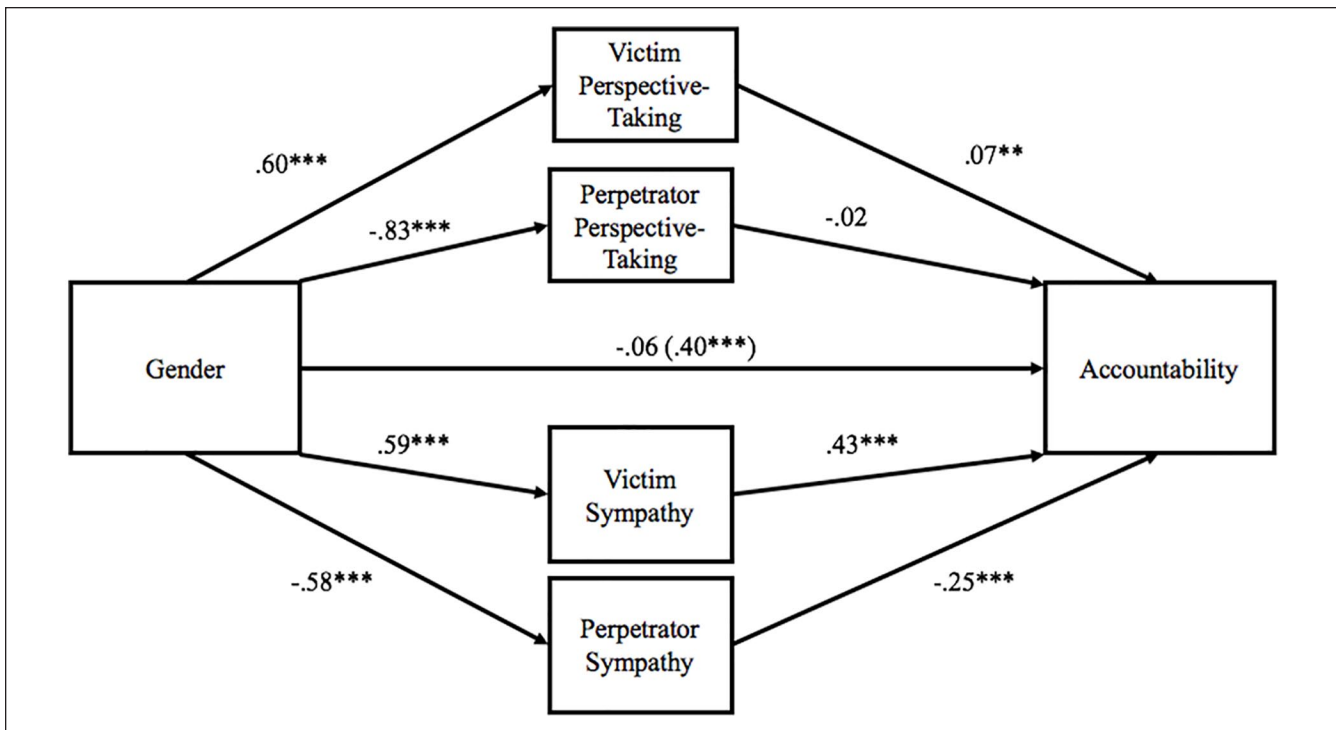 Victim
Perspective-
Taking
.60***
.07**
Perpetrator
Perspective-
Taking
-.83***
-.02
Gender
-.06 (.40***)
Accountability
.59***
.43***
Victim
Sympathy
-.58***
-.25***
Perpetrator
Sympathy